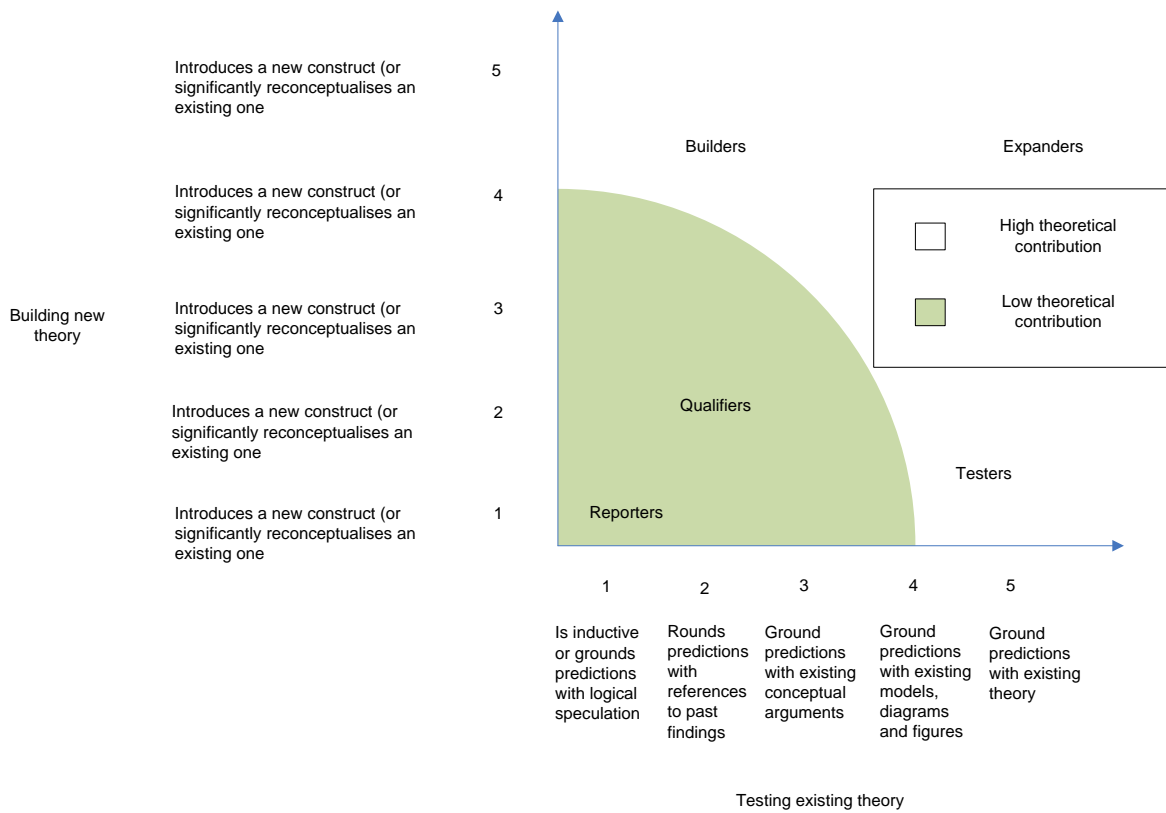 Introduces a new construct (or
significantly reconceptualises an
existing one
5
Builders
Expanders
Introduces a new construct (or
significantly reconceptualises an
existing one
4
High theoretical
contribution
Low theoretical
contribution
Building new
theory
Introduces a new construct (or
significantly reconceptualises an
existing one
3
Qualifiers
Introduces a new construct (or
significantly reconceptualises an
existing one
2
Testers
Introduces a new construct (or
significantly reconceptualises an
existing one
1
Reporters
1
2
3
4
5
Is inductive
or grounds
predictions
with logical
speculation
Rounds
predictions
with
references
to past
findings
Ground
predictions
with existing
conceptual
arguments
Ground
predictions
with existing
models,
diagrams
and figures
Ground
predictions
with existing
theory
Testing existing theory